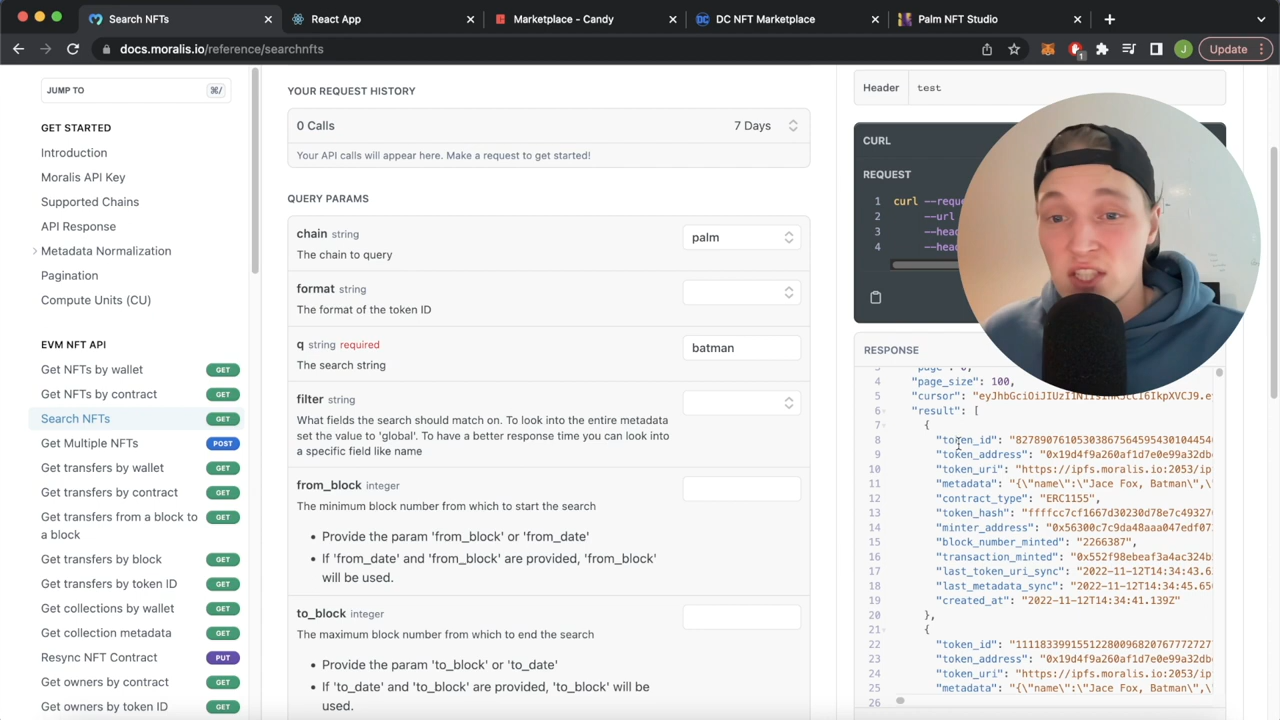 Search NFTs
React App
Marketplace - Candy
DC NFT Marketplace
Palm NFT Studio
docs.moralis.io/reference/searchnfts
1
J
Update
JUMP TO
⌘/
GET STARTED
Introduction
Moralis API Key
Supported Chains
API Response
Metadata Normalization
Pagination
Compute Units (CU)
EVM NFT API
Get NFTs by wallet GET
Get NFTs by contract GET
Search NFTs GET
Get Multiple NFTs POST
Get transfers by wallet GET
Get transfers by contract GET
Get transfers from a block to GET
a block
Get transfers by block GET
Get transfers by token ID GET
Get collections by wallet GET
Get collection metadata GET
Resync NFT Contract PUT
Get owners by contract GET
Get owners by token ID GET
YOUR REQUEST HISTORY
0 Calls 7 Days
Your API calls will appear here. Make a request to get started!
QUERY PARAMS
chain string
The chain to query
palm
format string
The format of the token ID
q string required
The search string
batman
filter string
What fields the search should match on. To look into the entire metadata
set the value to 'global'. To have a better response time you can look into
a specific field like name
from_block integer
The minimum block number from which to start the search
• Provide the param 'from_block' or 'from_date'
• If 'from_date' and 'from_block' are provided, 'from_block'
will be used.
to_block integer
The maximum block number from which to end the search
• Provide the param 'to_block' or 'to_date'
• If 'to_date' and 'to_block' are provided, 'to_block' will be
used.
Header test
CURL
REQUEST
1 curl --reque
2 --url
3 --head
4 --head
RESPONSE
4 "page_size": 100,
5 "cursor":
6 "result": [
7 {
8 "token_id": "82789076105303867564595430104454
9 "token_address": "0x19d4f9a260af1d7e0e99a32db
10 "token_uri": "https://ipfs.moralis.io:2053/ip
11 "metadata": "{\"name\":\"Jace Fox, Batman\",\
12 "contract_type": "ERC1155",
13 "token_hash": "ffffcc7cf1667d30230d78e7c49327
14 "minter_address": "0x56300c7c9da48aaa047edf07
15 "block_number_minted": "2266387",
16 "transaction_minted": "0x552f98ebeaf3a4ac324b
17 "last_token_uri_sync": "2022-11-12T14:34:43.6
18 "last_metadata_sync": "2022-11-12T14:34:45.65
19 "created_at": "2022-11-12T14:34:41.139Z"
20 },
21 {
22 "token_id": "11118339915512280096820767772727
23 "token_address": "0x19d4f9a260af1d7e0e99a32db
24 "token_uri": "https://ipfs.moralis.io:2053/ip
25 "metadata": "{\"name\":\"Jace Fox, Batman\",\
26